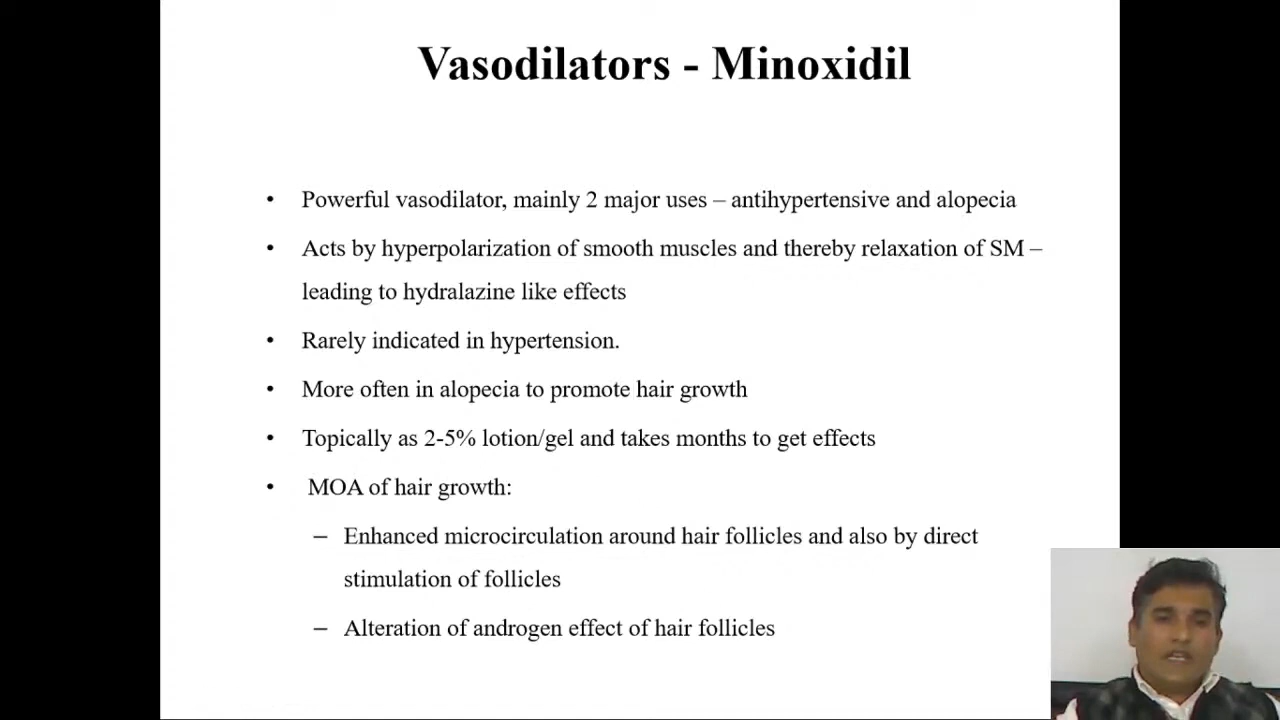 Vasodilators - Minoxidil
• Powerful vasodilator, mainly 2 major uses – antihypertensive and alopecia
• Acts by hyperpolarization of smooth muscles and thereby relaxation of SM –
leading to hydralazine like effects
• Rarely indicated in hypertension.
• More often in alopecia to promote hair growth
• Topically as 2-5% lotion/gel and takes months to get effects
• MOA of hair growth:
– Enhanced microcirculation around hair follicles and also by direct
stimulation of follicles
– Alteration of androgen effect of hair follicles